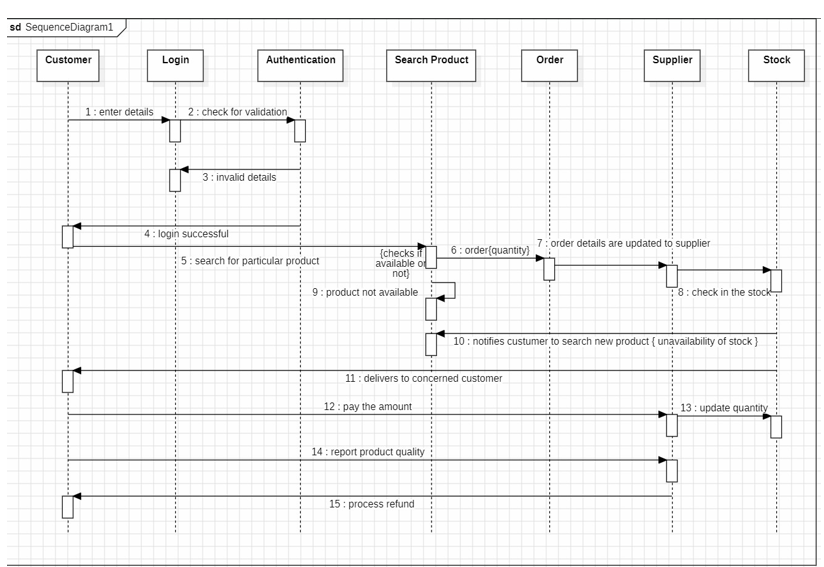 sd SequenceDiagram1
Customer
Login
Authentication
Search Product
Order
Supplier
Stock
1 : enter details
2 : check for validation
3 : invalid details
4 : login successful
5 : search for particular product
{checks if
available or
not}
6 : order{quantity}
7 : order details are updated to supplier
8 : check in the stock
9 : product not available
10 : notifies custumer to search new product { unavailability of stock }
11 : delivers to concerned customer
12 : pay the amount
13 : update quantity
14 : report product quality
15 : process refund